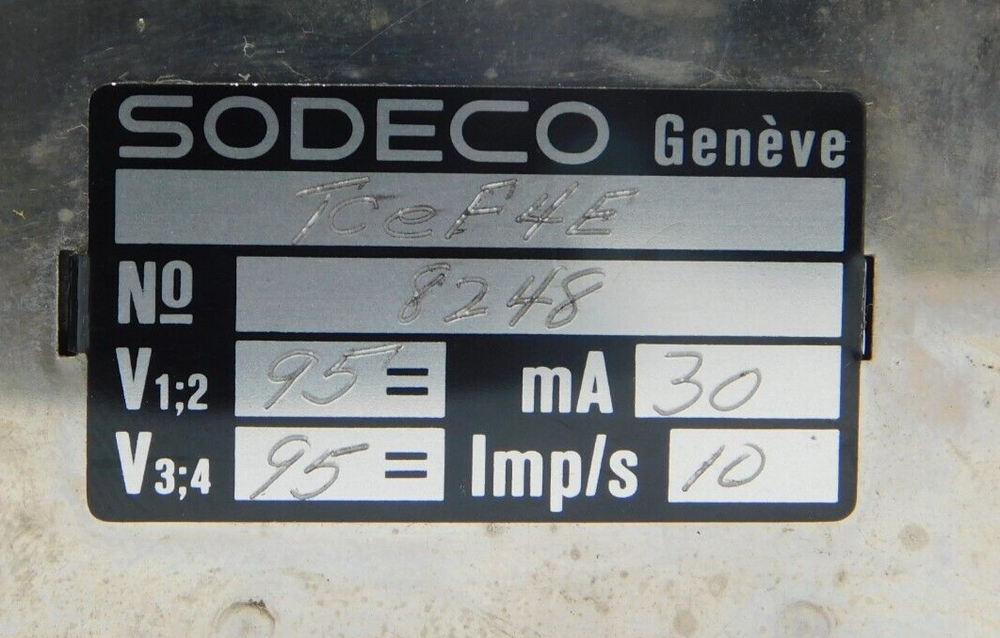 SODECO Genève
TCeF4E
Nº 8248
V1;2 95 = mA 30
V3;4 95 = Imp/s 10